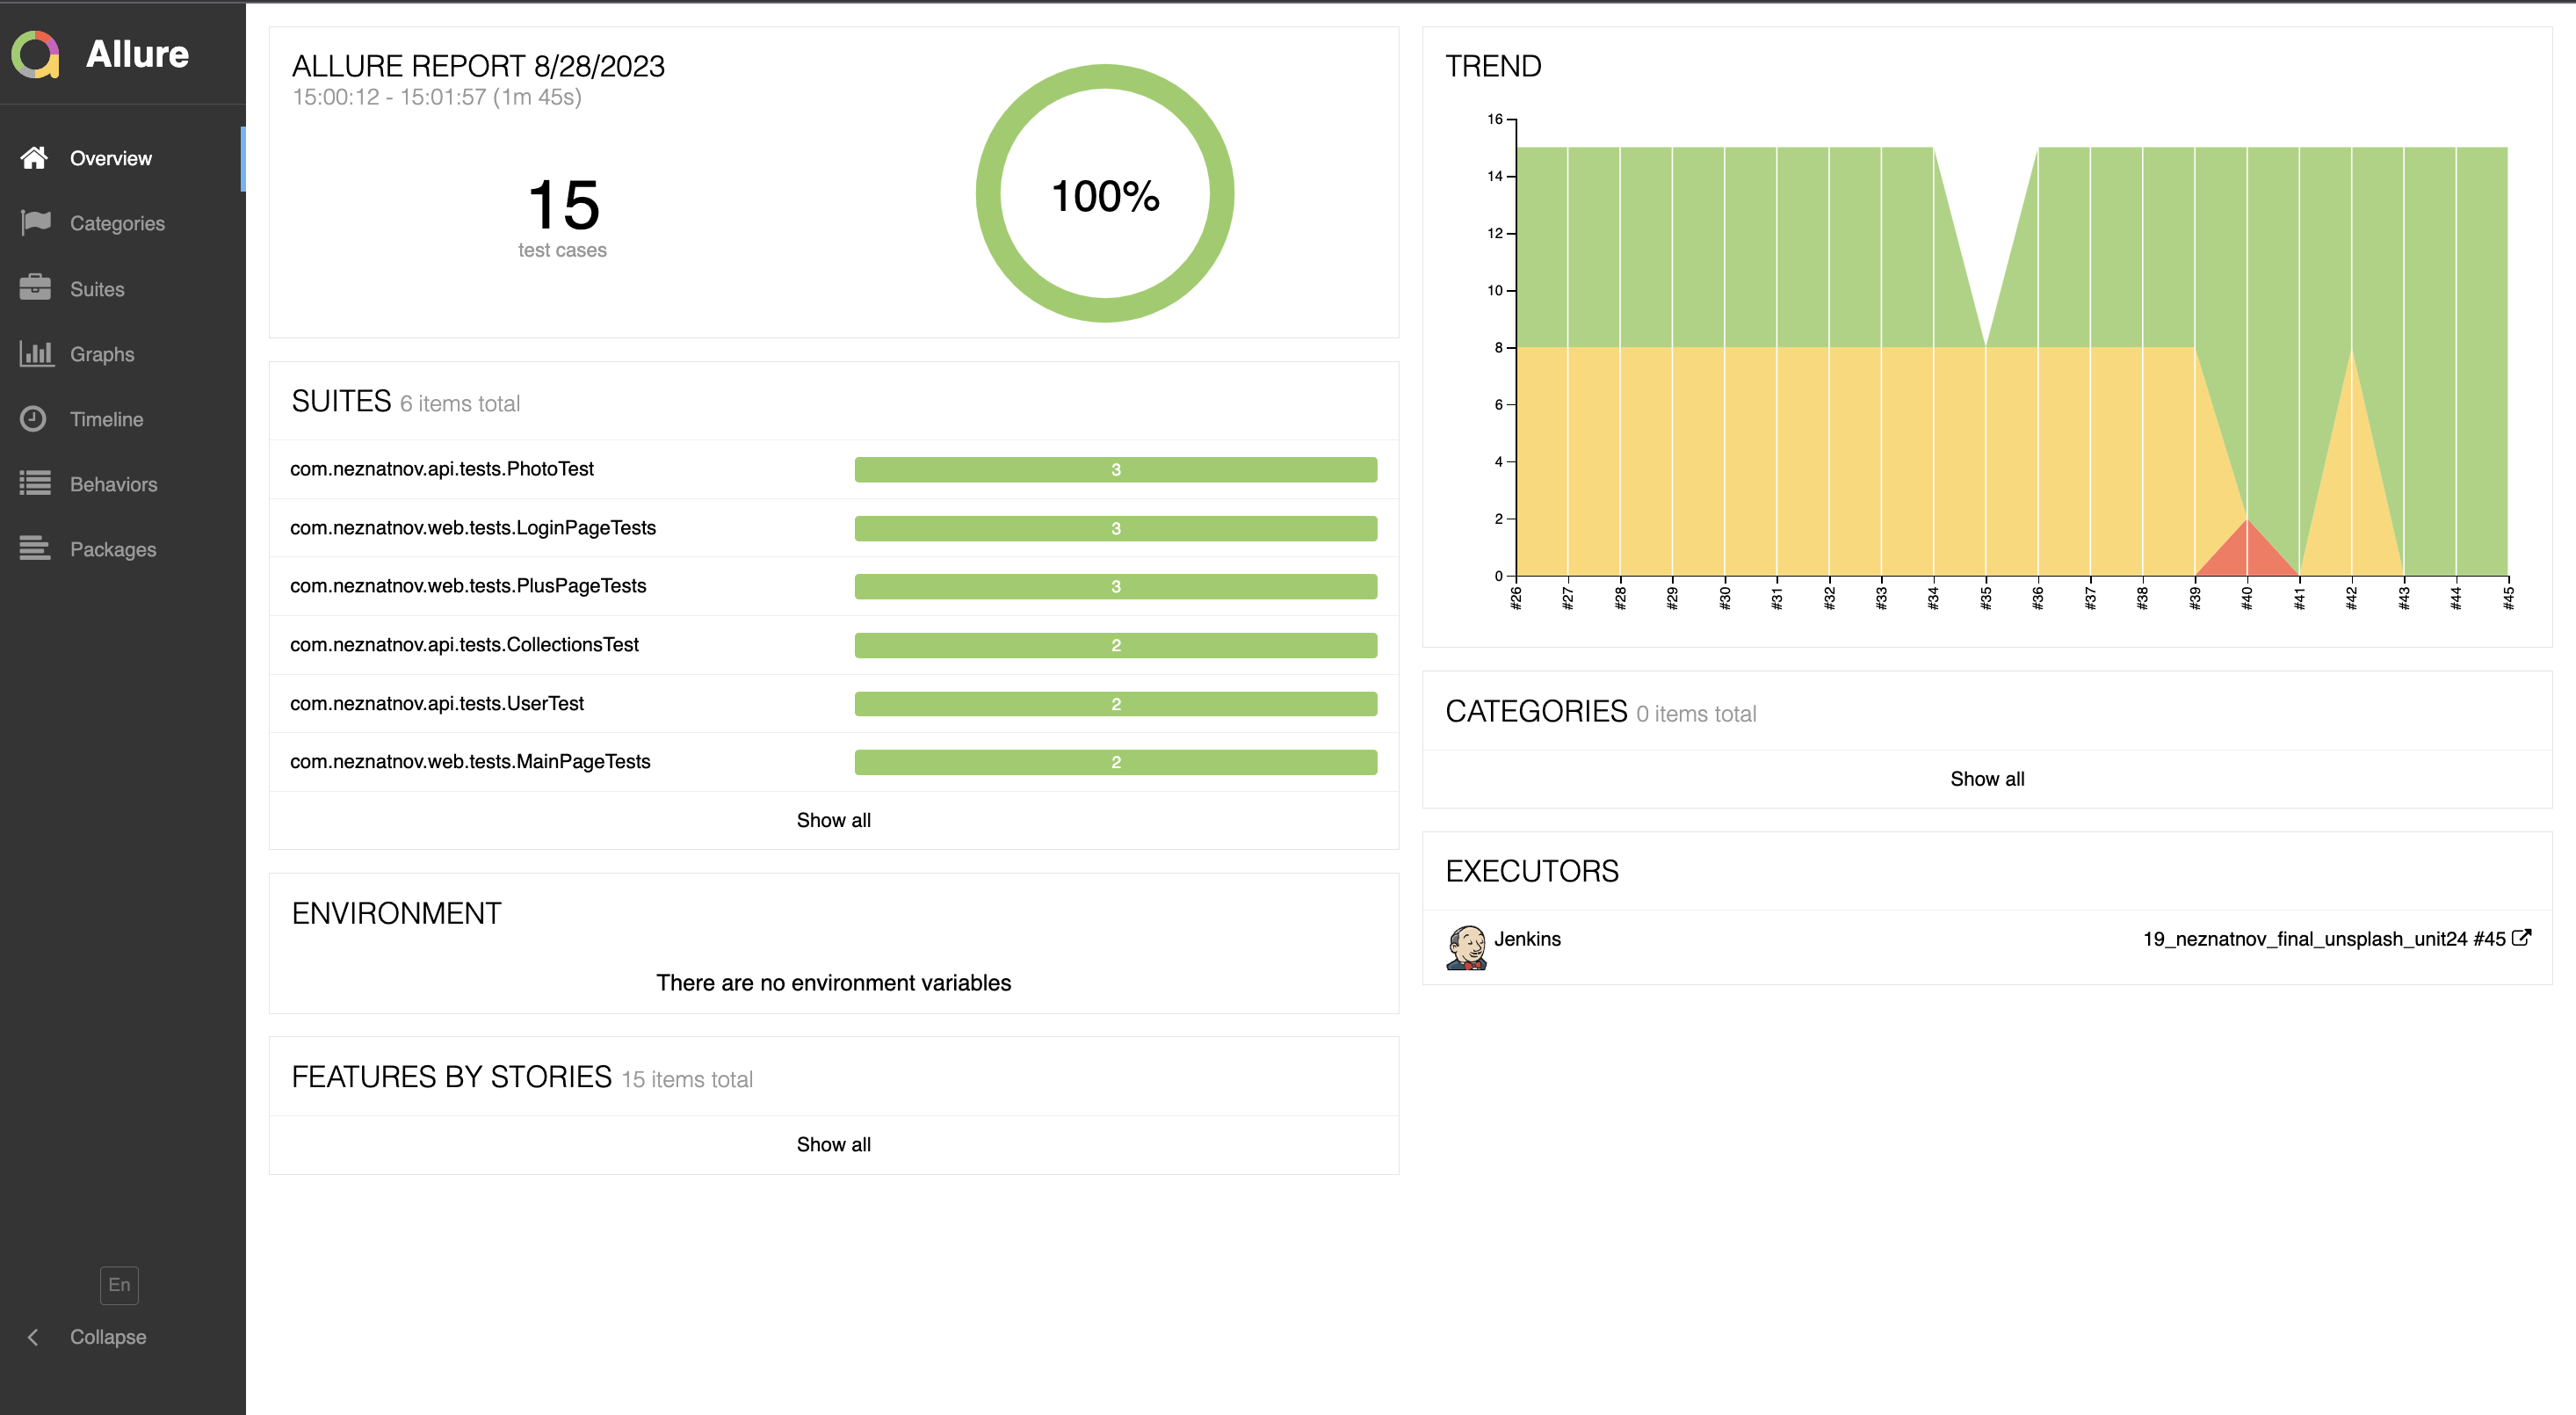 Allure
Overview
Categories
Suites
Graphs
Timeline
Behaviors
Packages
En
Collapse
ALLURE REPORT 8/28/2023
15:00:12 - 15:01:57 (1m 45s)
15
test cases
100%
SUITES 6 items total
com.neznatnov.api.tests.PhotoTest 3
com.neznatnov.web.tests.LoginPageTests 3
com.neznatnov.web.tests.PlusPageTests 3
com.neznatnov.api.tests.CollectionsTest 2
com.neznatnov.api.tests.UserTest 2
com.neznatnov.web.tests.MainPageTests 2
Show all
ENVIRONMENT
There are no environment variables
FEATURES BY STORIES 15 items total
Show all
TREND
16
14
12
10
8
6
4
2
0
#26 #27 #28 #29 #30 #31 #32 #33 #34 #35 #36 #37 #38 #39 #40 #41 #42 #43 #44 #45
CATEGORIES 0 items total
Show all
EXECUTORS
Jenkins 19_neznatnov_final_unsplash_unit24 #45